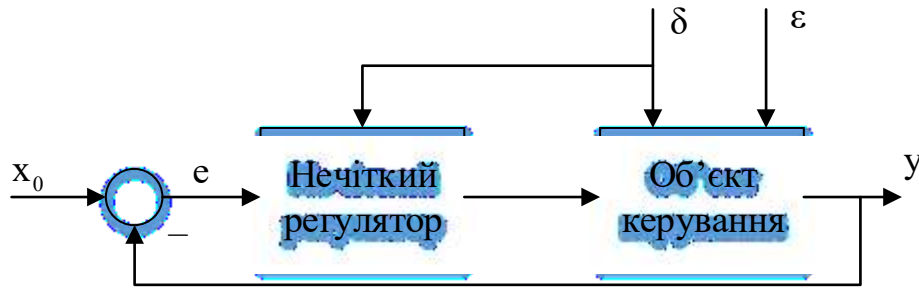 δ
ε
x₀
e
Нечіткий
регулятор
Об’єкт
керування
y
–